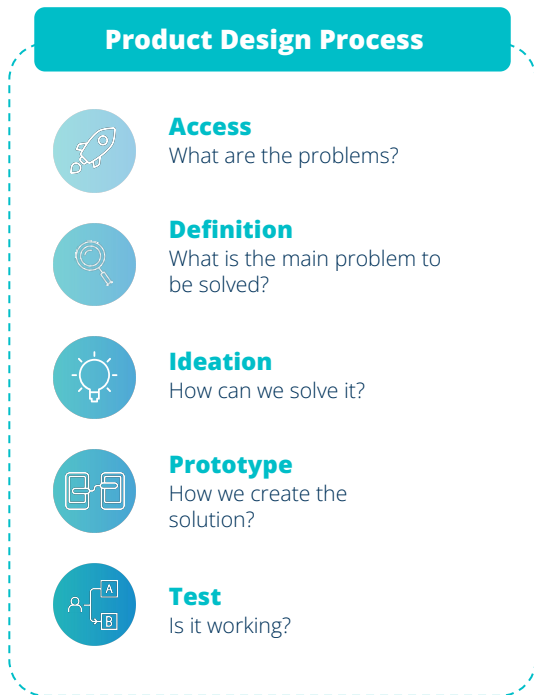 Product Design Process
Access
What are the problems?
Definition
What is the main problem to
be solved?
Ideation
How can we solve it?
Prototype
How we create the
solution?
A
B
Test
Is it working?